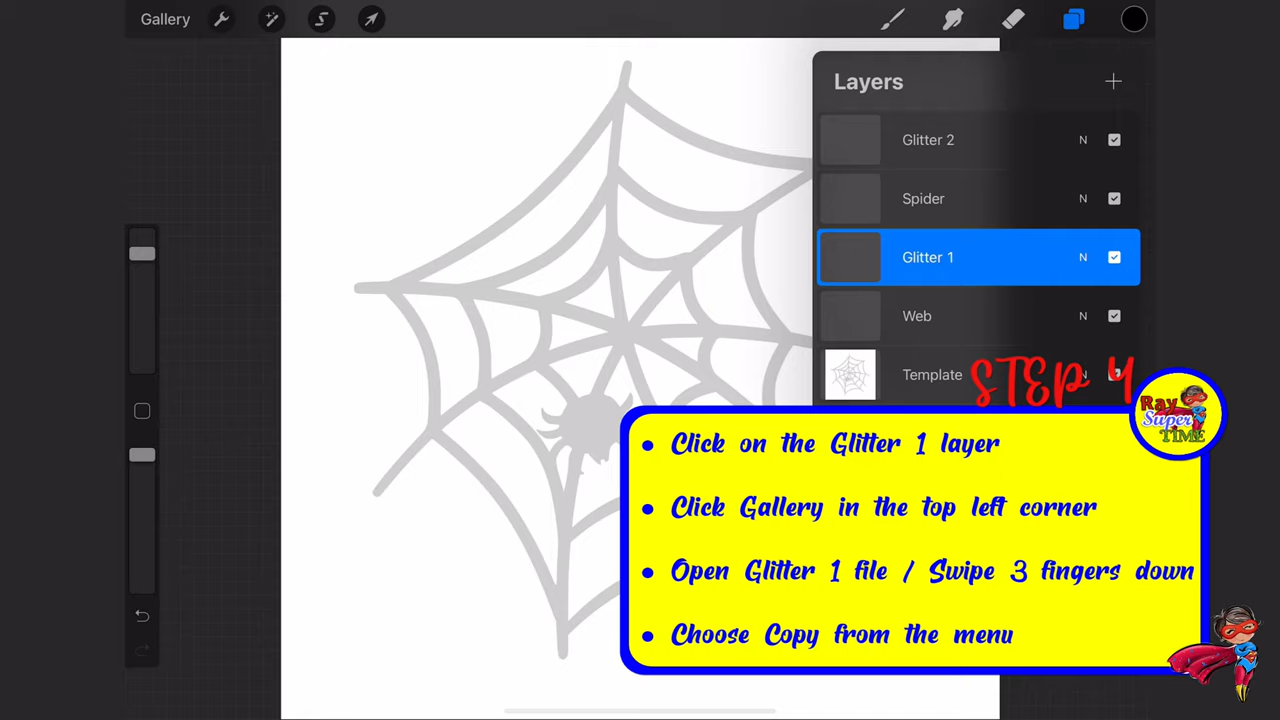 Gallery
Layers
Glitter 2 N
Spider N
Glitter 1 N
Web N
Template N
STEP 4
Ray
Super
TIME
• Click on the Glitter 1 layer
• Click Gallery in the top left corner
• Open Glitter 1 file / Swipe 3 fingers down
• Choose Copy from the menu